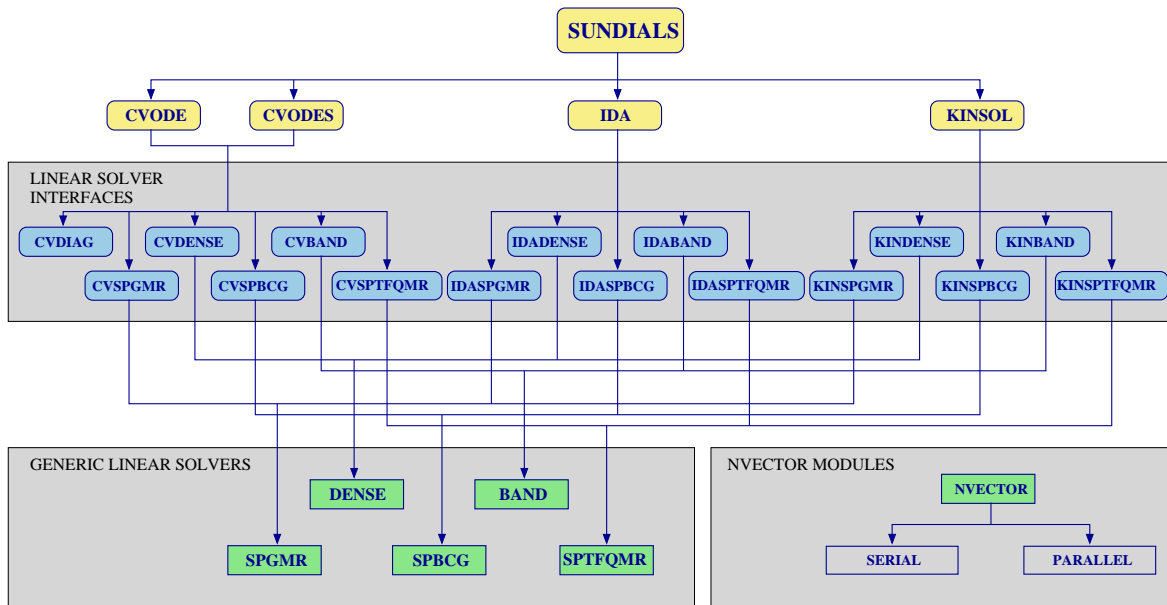 SUNDIALS
CVODE
CVODES
IDA
KINSOL
LINEAR SOLVER
INTERFACES
CVDIAG
CVDENSE
CVBAND
IDADENSE
IDABAND
KINDENSE
KINBAND
CVSPGMR
CVSPBCG
CVSPTFQMR
IDASPGMR
IDASPBCG
IDASPTFQMR
KINSPGMR
KINSPBCG
KINSPTFQMR
GENERIC LINEAR SOLVERS
DENSE
BAND
SPGMR
SPBCG
SPTFQMR
NVECTOR MODULES
NVECTOR
SERIAL
PARALLEL